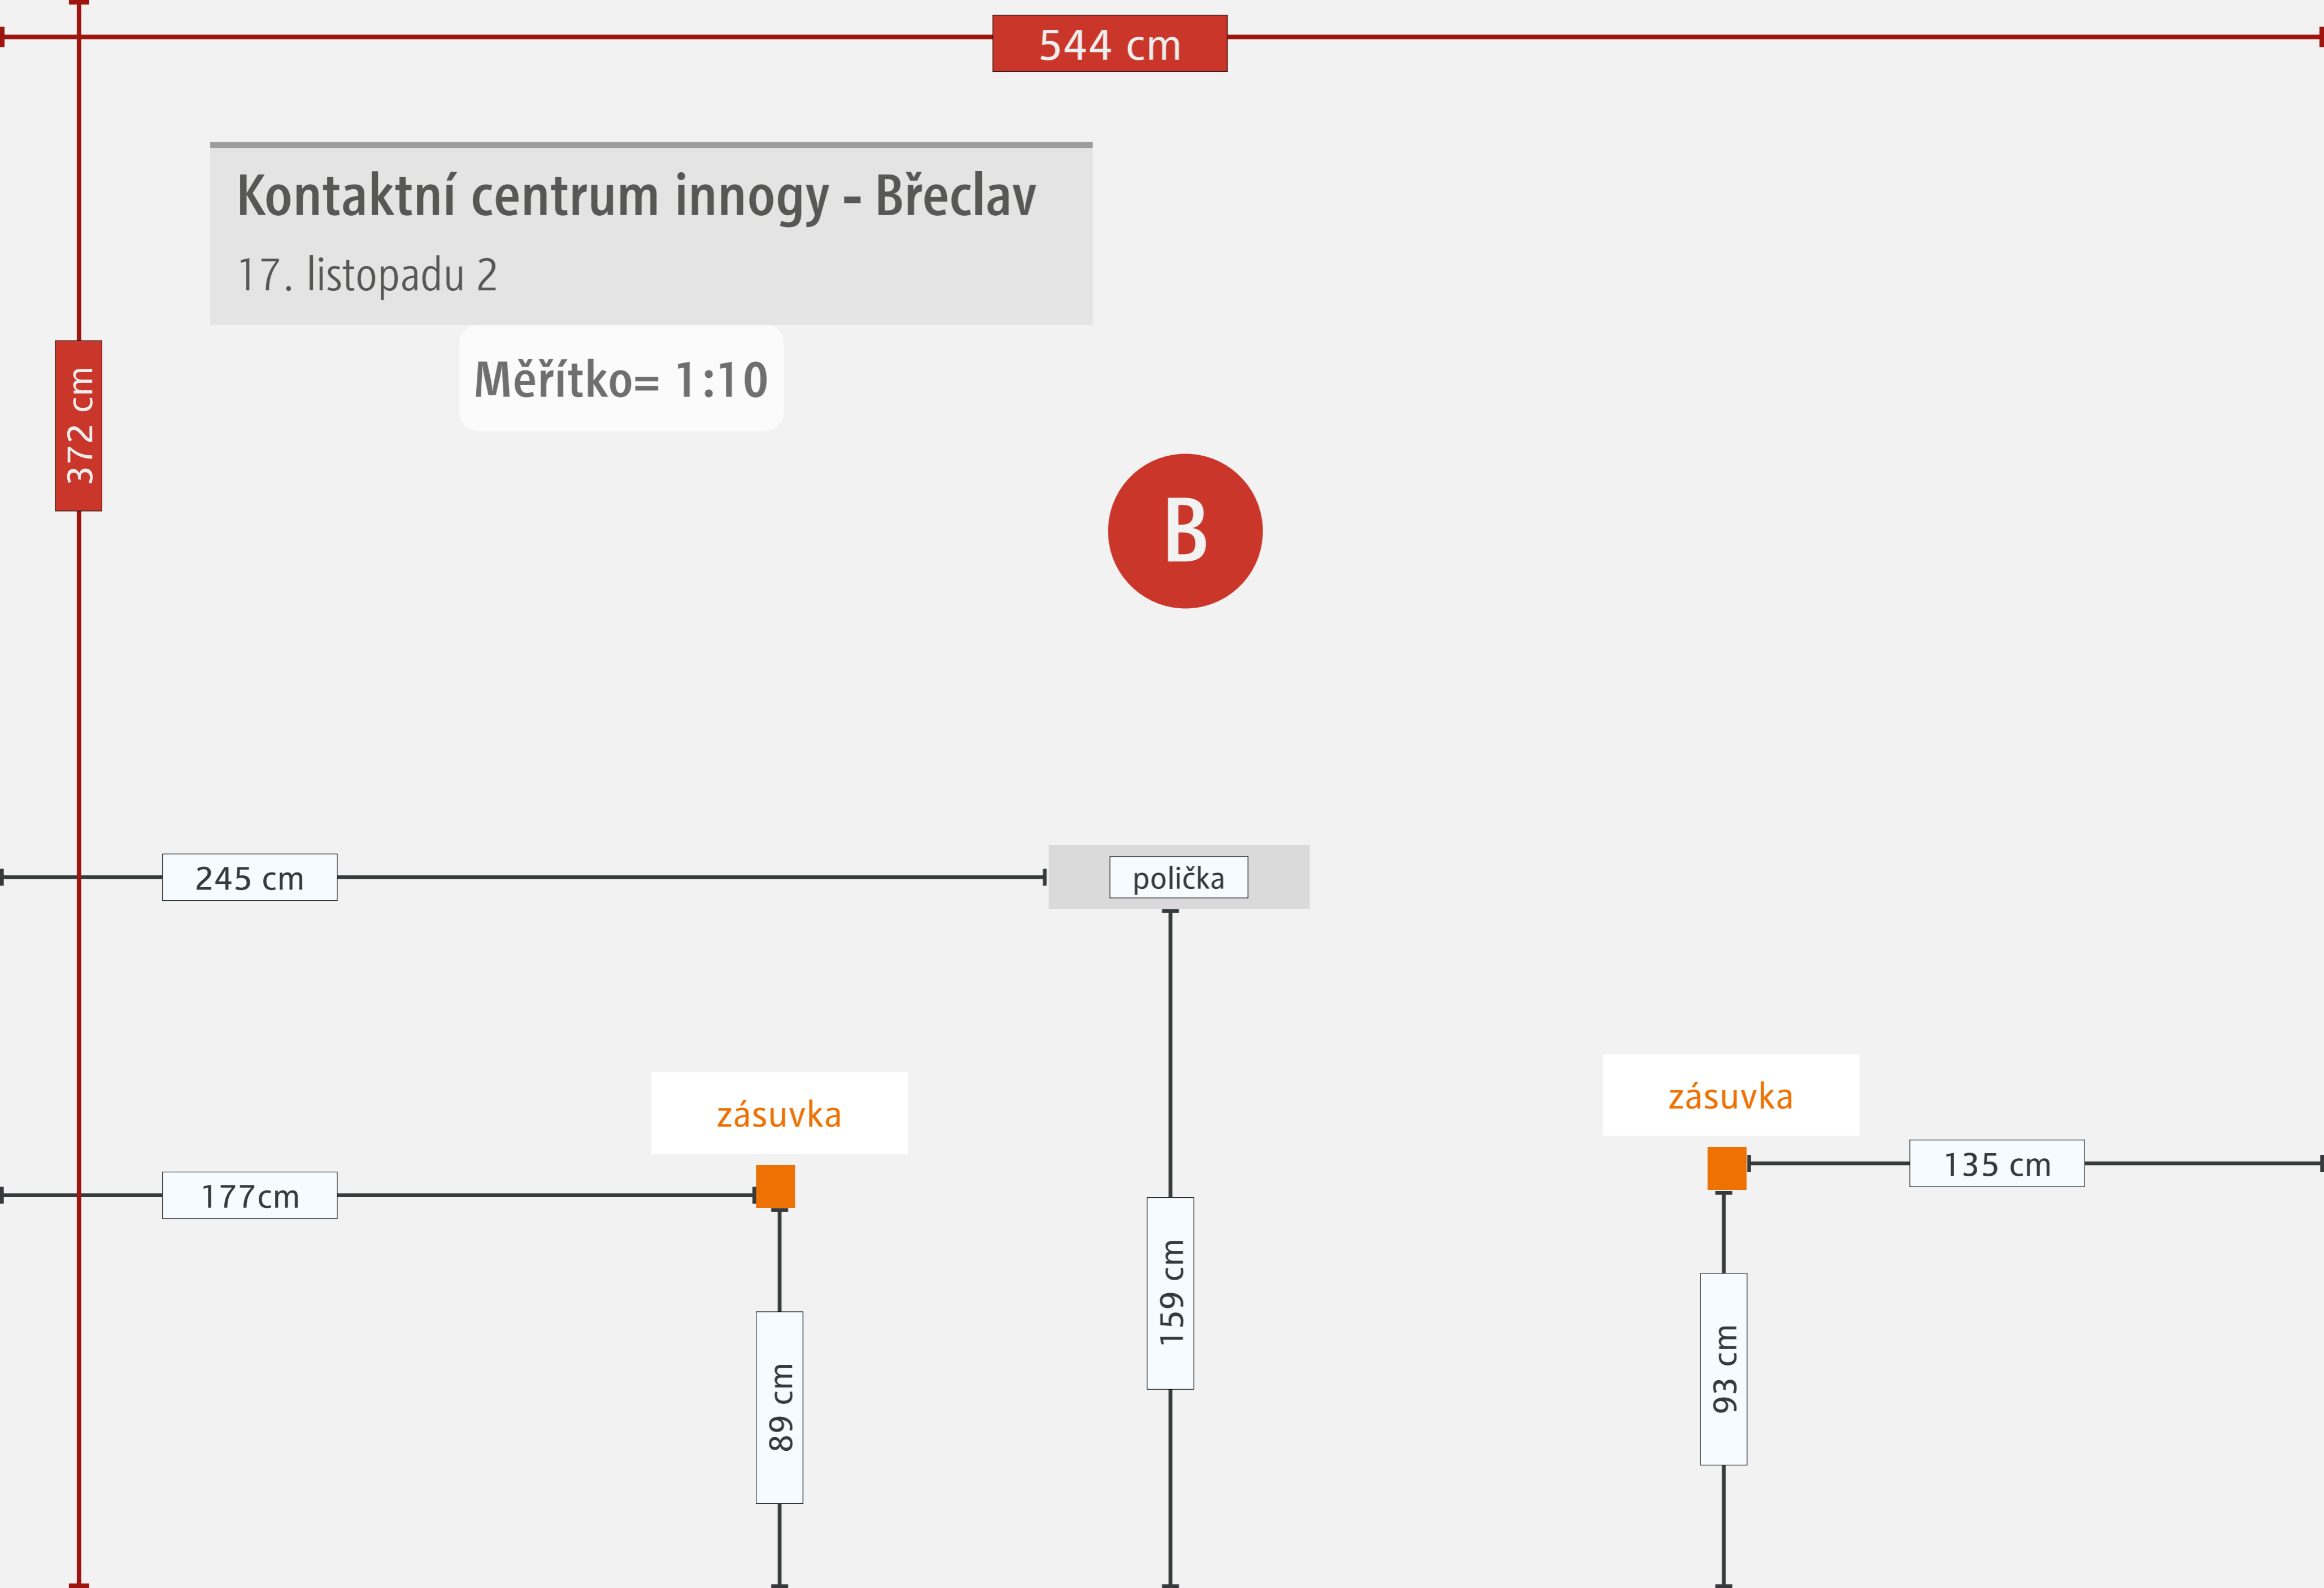 544 cm
Kontaktní centrum innogy - Břeclav
17. listopadu 2
Měřítko= 1:10
372 cm
B
245 cm
polička
zásuvka
zásuvka
135 cm
177cm
159 cm
93 cm
89 cm